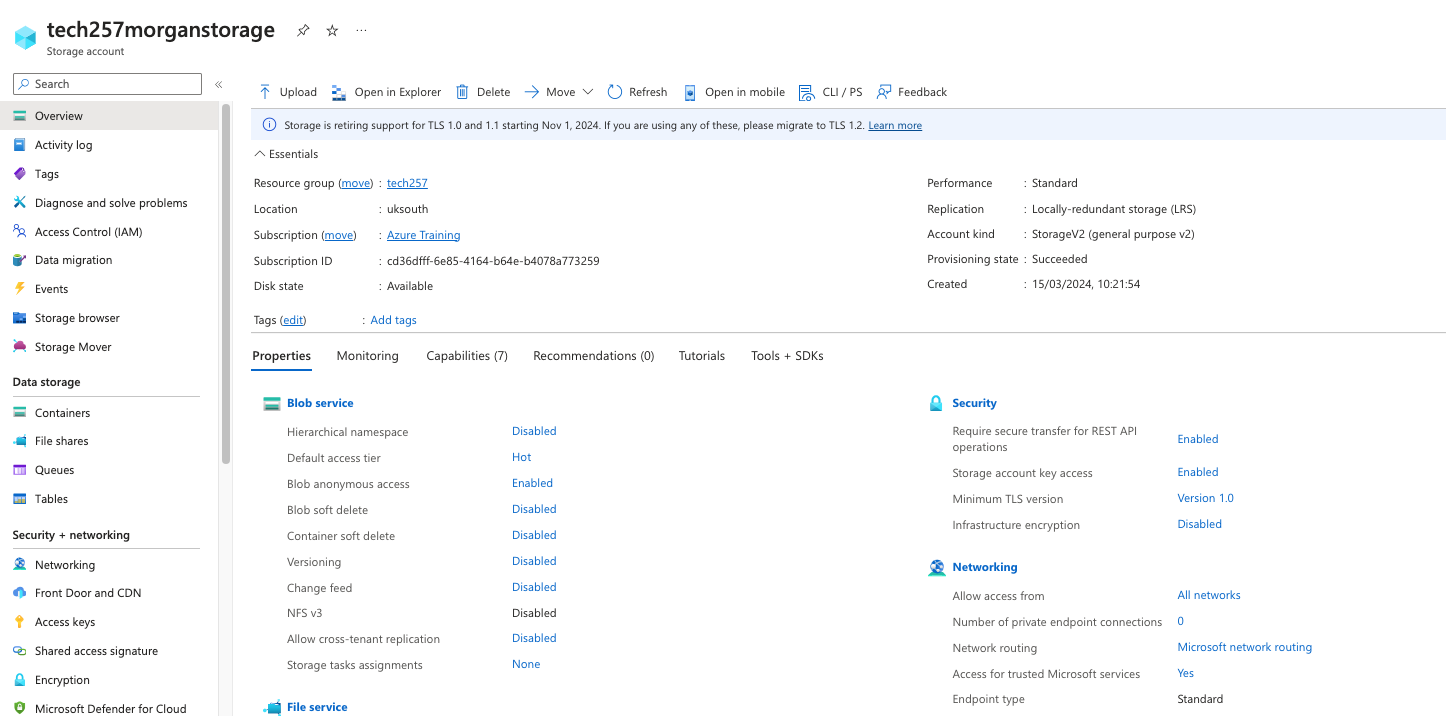 tech257morganstorage
Storage account
Search
Overview
Activity log
Tags
Diagnose and solve problems
Access Control (IAM)
Data migration
Events
Storage browser
Storage Mover
Data storage
Containers
File shares
Queues
Tables
Security + networking
Networking
Front Door and CDN
Access keys
Shared access signature
Encryption
Microsoft Defender for Cloud
Upload Open in Explorer Delete Move Refresh Open in mobile CLI / PS Feedback
Storage is retiring support for TLS 1.0 and 1.1 starting Nov 1, 2024. If you are using any of these, please migrate to TLS 1.2. Learn more
Essentials
Resource group (move) : tech257
Location : uksouth
Subscription (move) : Azure Training
Subscription ID : cd36dfff-6e85-4164-b64e-b4078a773259
Disk state : Available
Performance : Standard
Replication : Locally-redundant storage (LRS)
Account kind : StorageV2 (general purpose v2)
Provisioning state : Succeeded
Created : 15/03/2024, 10:21:54
Tags (edit) : Add tags
Properties Monitoring Capabilities (7) Recommendations (0) Tutorials Tools + SDKs
Blob service
Hierarchical namespace Disabled
Default access tier Hot
Blob anonymous access Enabled
Blob soft delete Disabled
Container soft delete Disabled
Versioning Disabled
Change feed Disabled
NFS v3 Disabled
Allow cross-tenant replication Disabled
Storage tasks assignments None
File service
Security
Require secure transfer for REST API
operations Enabled
Storage account key access Enabled
Minimum TLS version Version 1.0
Infrastructure encryption Disabled
Networking
Allow access from All networks
Number of private endpoint connections 0
Network routing Microsoft network routing
Access for trusted Microsoft services Yes
Endpoint type Standard